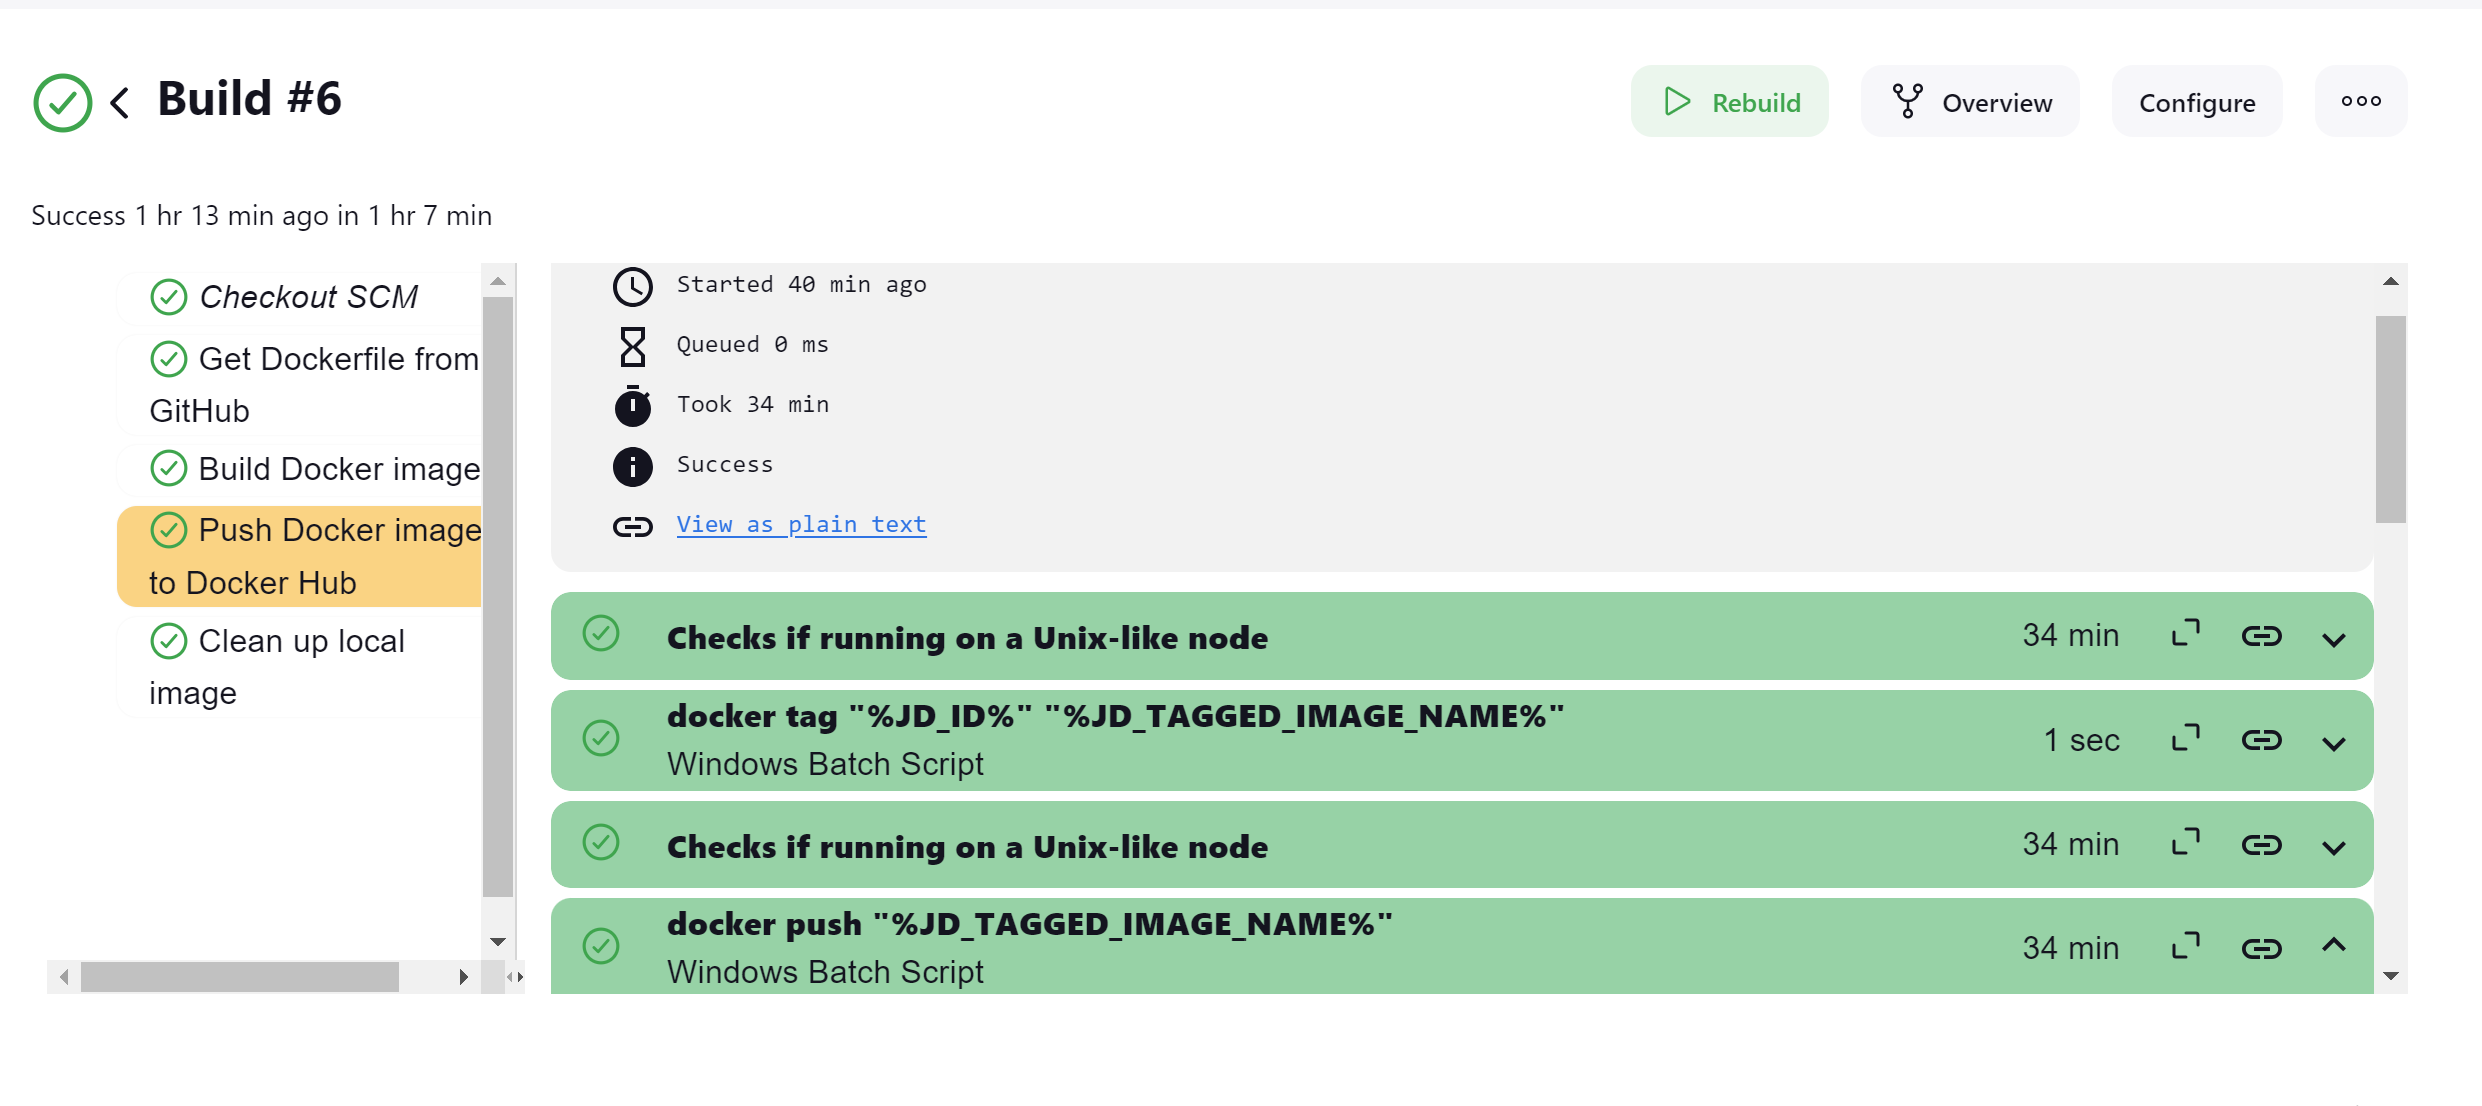 Build #6
Rebuild
Overview
Configure
Success 1 hr 13 min ago in 1 hr 7 min
Checkout SCM
Get Dockerfile from
GitHub
Build Docker image
Push Docker image
to Docker Hub
Clean up local
image
Started 40 min ago
Queued 0 ms
Took 34 min
Success
View as plain text
Checks if running on a Unix-like node
34 min
docker tag "%JD_ID%" "%JD_TAGGED_IMAGE_NAME%"
Windows Batch Script
1 sec
Checks if running on a Unix-like node
34 min
docker push "%JD_TAGGED_IMAGE_NAME%"
Windows Batch Script
34 min